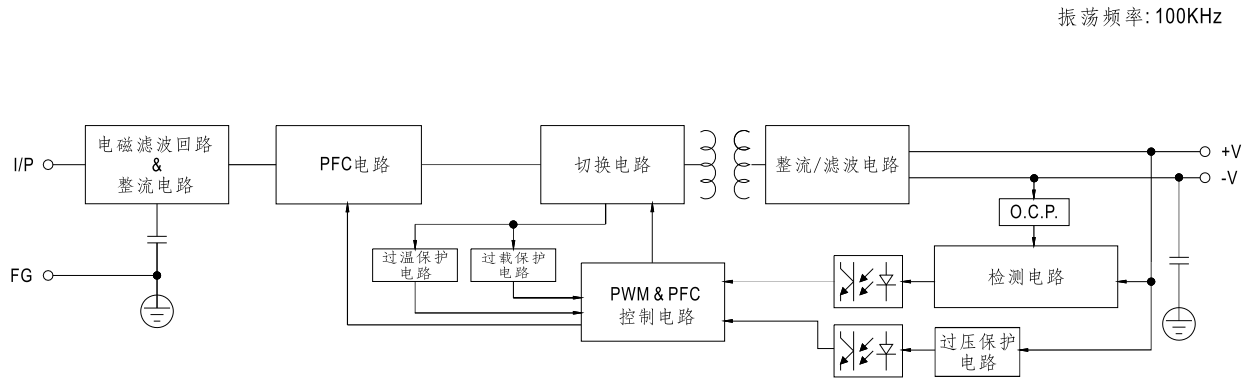 振荡频率: 100KHz
电磁滤波回路
&
整流电路
PFC电路
切换电路
整流/滤波电路
I/P
+V
-V
O.C.P.
过温保护
电路
过载保护
电路
检测电路
FG
PWM & PFC
控制电路
过压保护
电路